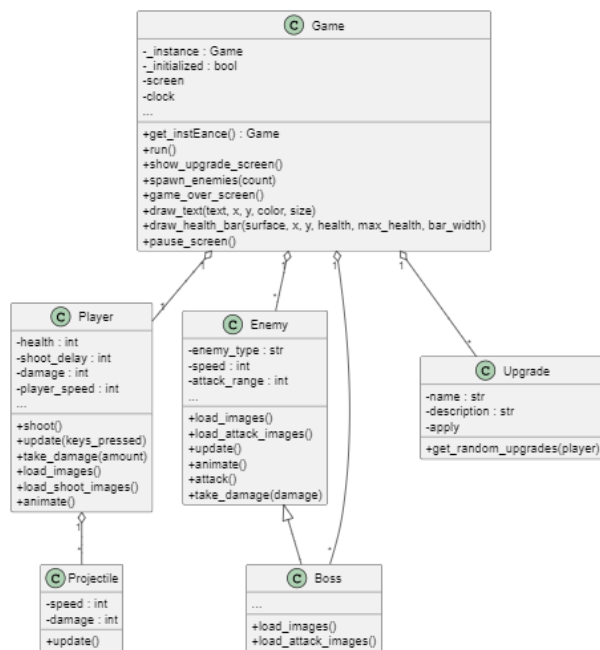 C Game
-_instance : Game
-_initialized : bool
-screen
-clock
...
+get_instEance() : Game
+run()
+show_upgrade_screen()
+spawn_enemies(count)
+game_over_screen()
+draw_text(text, x, y, color, size)
+draw_health_bar(surface, x, y, health, max_health, bar_width)
+pause_screen()
1 1 1 1
1 * * *
C Player
-health : int
-shoot_delay : int
-damage : int
-player_speed : int
...
+shoot()
+update(keys_pressed)
+take_damage(amount)
+load_images()
+load_shoot_images()
+animate()
C Enemy
-enemy_type : str
-speed : int
-attack_range : int
...
+load_images()
+load_attack_images()
+update()
+animate()
+attack()
+take_damage(damage)
C Upgrade
-name : str
-description : str
-apply
+get_random_upgrades(player)
1
*
C Projectile
-speed : int
-damage : int
+update()
C Boss
...
+load_images()
+load_attack_images()